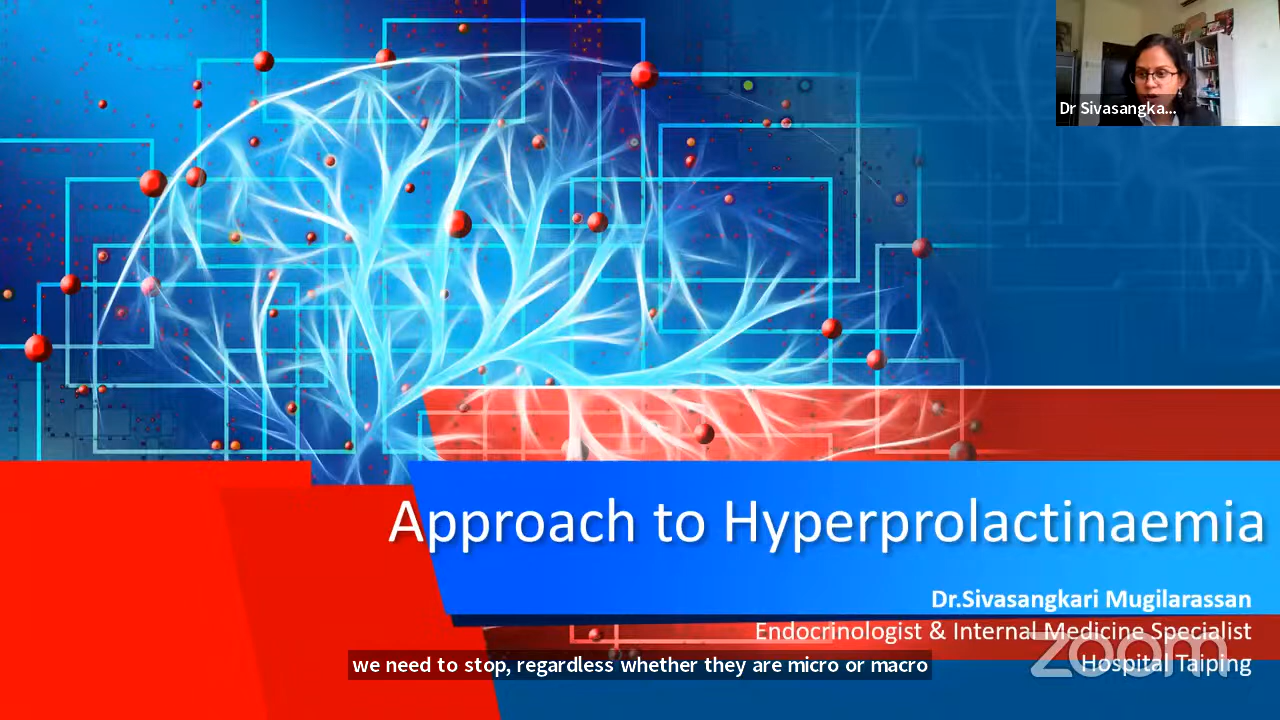 Dr Sivasangka...
Approach to Hyperprolactinaemia
Dr.Sivasangkari Mugilarassan
Endocrinologist & Internal Medicine Specialist
Hospital Taiping
zoom
we need to stop, regardless whether they are micro or macro